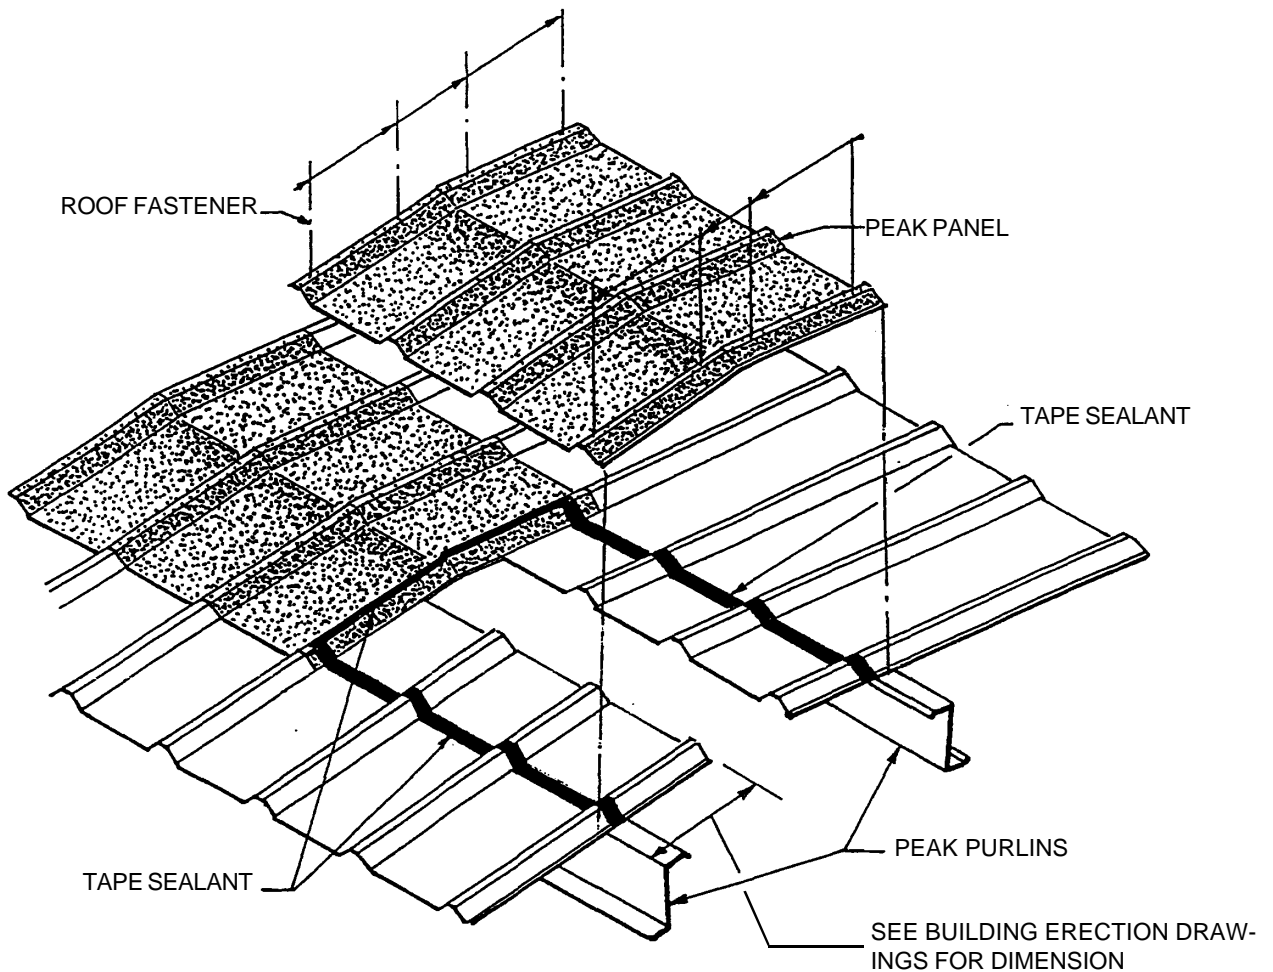 ROOF FASTENER
PEAK PANEL
TAPE SEALANT
PEAK PURLINS
TAPE SEALANT
SEE BUILDING ERECTION DRAW-
INGS FOR DIMENSION